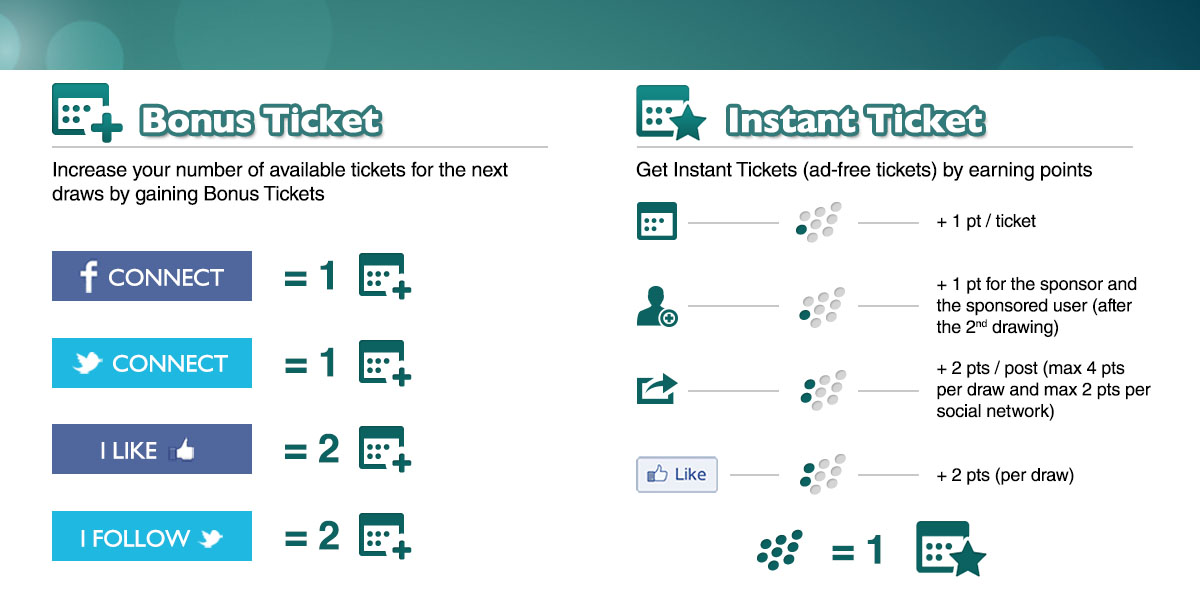 Bonus Ticket
Increase your number of available tickets for the next
draws by gaining Bonus Tickets
f CONNECT = 1
CONNECT = 1
I LIKE = 2
I FOLLOW = 2
Instant Ticket
Get Instant Tickets (ad-free tickets) by earning points
+ 1 pt / ticket
+ 1 pt for the sponsor and
the sponsored user (after
the 2nd drawing)
+ 2 pts / post (max 4 pts
per draw and max 2 pts per
social network)
Like
+ 2 pts (per draw)
= 1